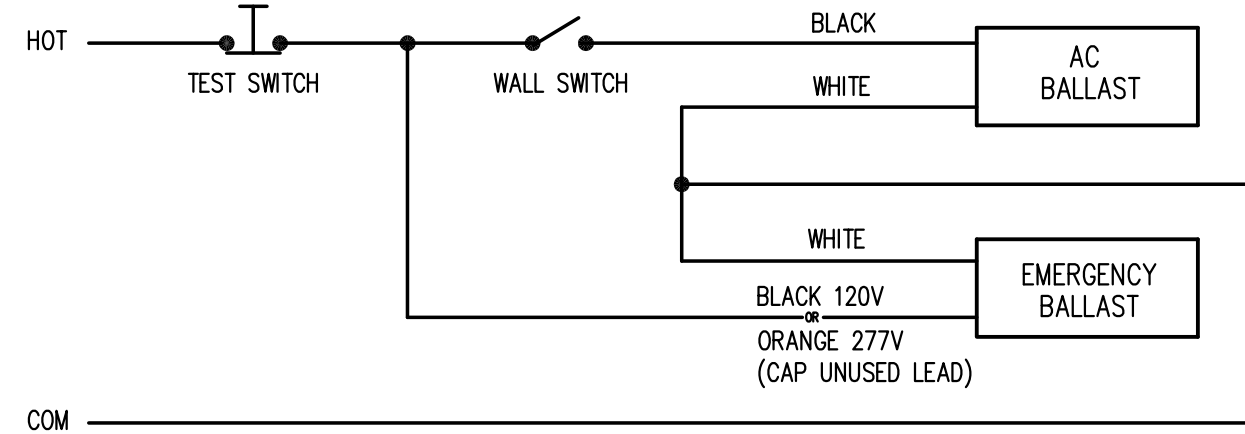 HOT
TEST SWITCH
WALL SWITCH
BLACK
WHITE
AC
BALLAST
WHITE
EMERGENCY
BALLAST
BLACK 120V
OR
ORANGE 277V
(CAP UNUSED LEAD)
COM